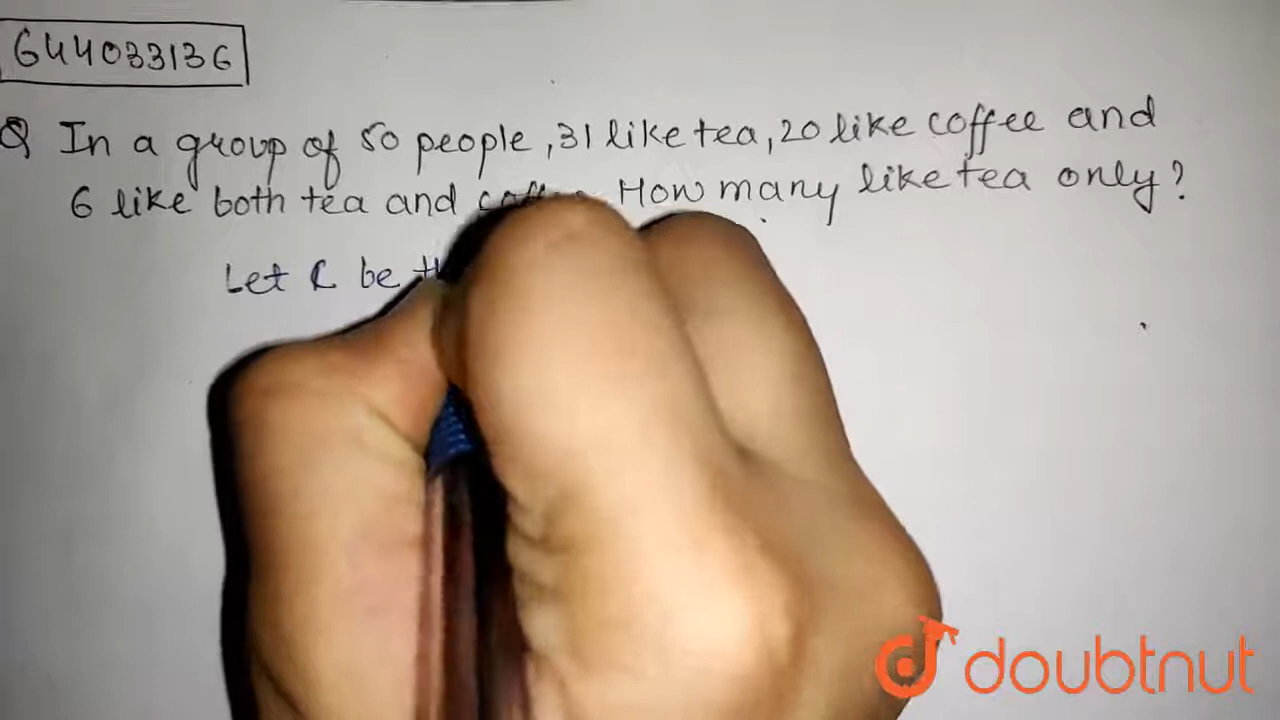 644033136
Q In a group of 50 people, 31 like tea, 20 like coffee and
6 like both tea and How many like tea only?
Let C be
doubtnut